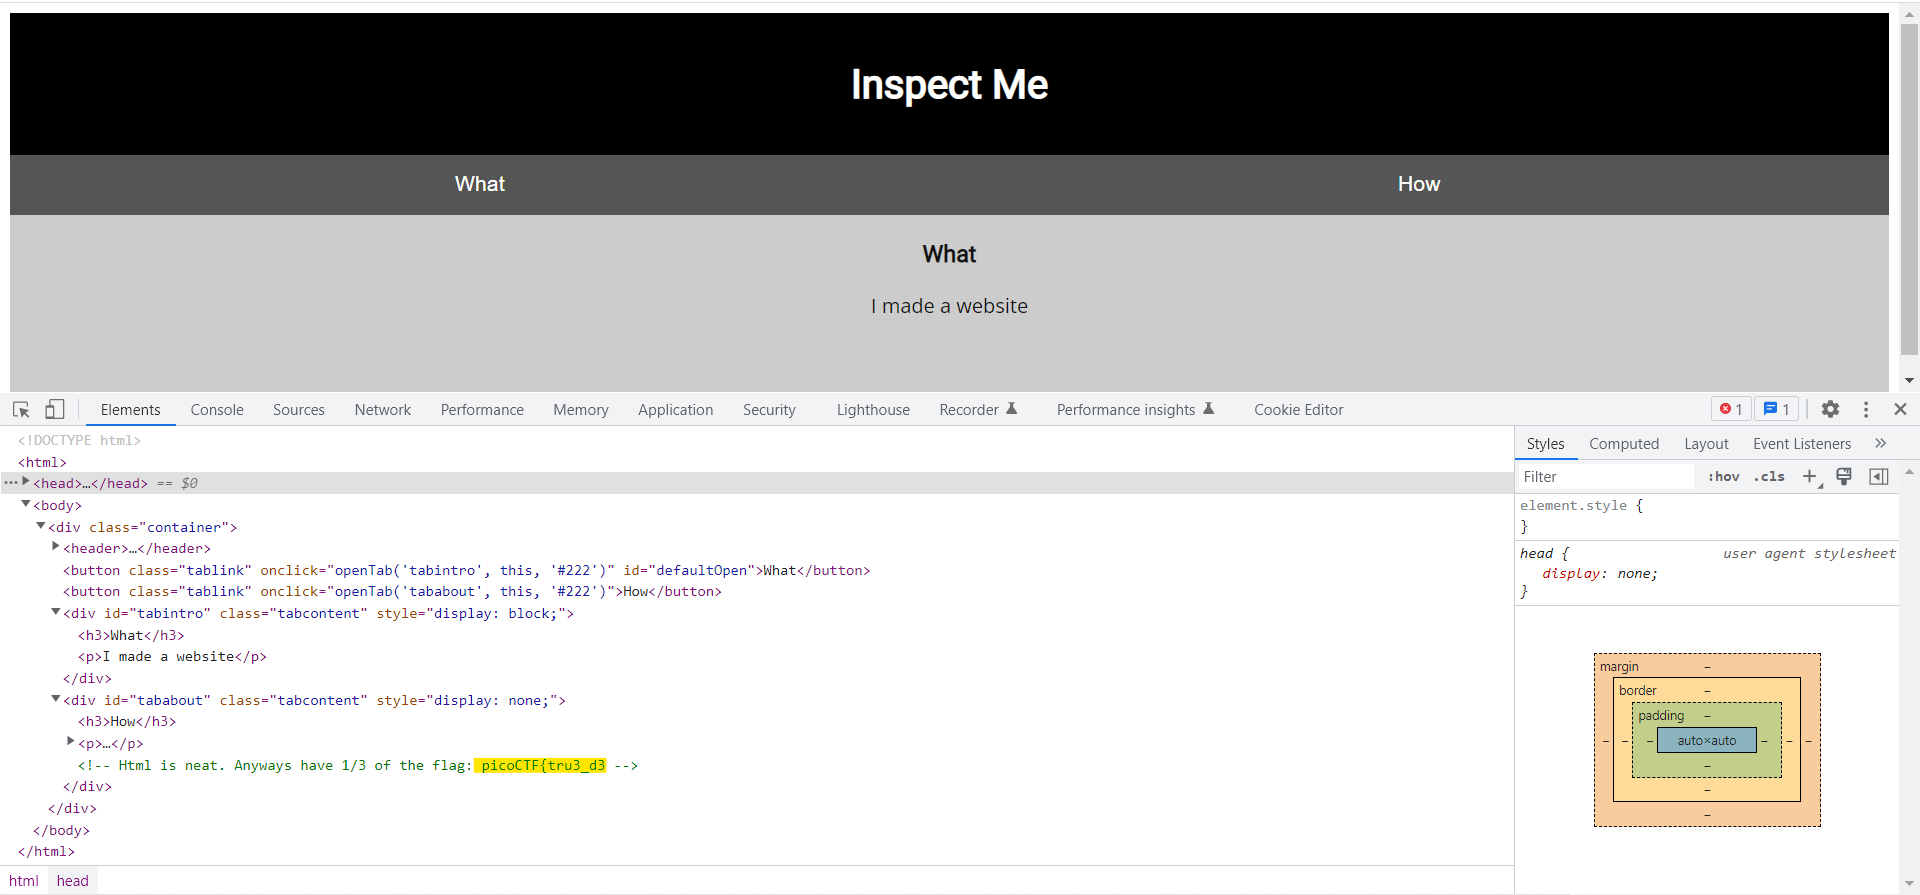 Inspect Me
What How
What
I made a website
Elements Console Sources Network Performance Memory Application Security Lighthouse Recorder Performance insights Cookie Editor 1 1
<!DOCTYPE html>
<html>
<head>…</head> == $0
<body>
<div class="container">
<header>…</header>
<button class="tablink" onclick="openTab('tabintro', this, '#222')" id="defaultOpen">What</button>
<button class="tablink" onclick="openTab('tababout', this, '#222')">How</button>
<div id="tabintro" class="tabcontent" style="display: block;">
<h3>What</h3>
<p>I made a website</p>
</div>
<div id="tababout" class="tabcontent" style="display: none;">
<h3>How</h3>
<p>…</p>
<!-- Html is neat. Anyways have 1/3 of the flag: picoCTF{tru3_d3 -->
</div>
</div>
</body>
</html>
html head
Styles Computed Layout Event Listeners »
Filter :hov .cls +
element.style {
}
head { user agent stylesheet
display: none;
}
margin –
border –
padding –
– – – auto×auto – – –
–
–
–